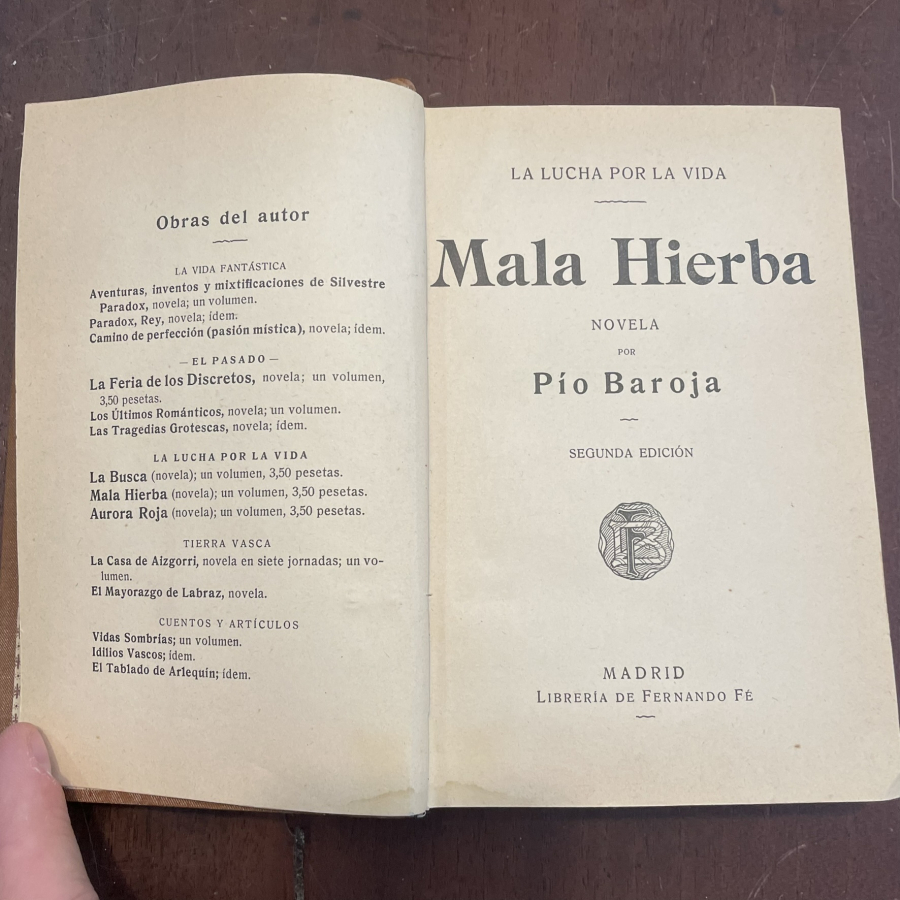 Obras del autor
LA VIDA FANTÁSTICA
Aventuras, inventos y mixtificaciones de Silvestre
Paradox, novela; un volumen.
Paradox, Rey, novela; ídem.
Camino de perfección (pasión mística), novela; ídem.
— EL PASADO —
La Feria de los Discretos, novela; un volumen,
3,50 pesetas.
Los Últimos Románticos, novela; un volumen.
Las Tragedias Grotescas, novela; ídem.
LA LUCHA POR LA VIDA
La Busca (novela); un volumen, 3,50 pesetas.
Mala Hierba (novela); un volumen, 3,50 pesetas.
Aurora Roja (novela); un volumen, 3,50 pesetas.
TIERRA VASCA
La Casa de Aizgorri, novela en siete jornadas; un vo-
lumen.
El Mayorazgo de Labraz, novela.
CUENTOS Y ARTÍCULOS
Vidas Sombrías; un volumen.
Idilios Vascos; ídem.
El Tablado de Arlequín; ídem.
LA LUCHA POR LA VIDA
Mala Hierba
NOVELA
POR
Pío Baroja
SEGUNDA EDICIÓN
MADRID
LIBRERÍA DE FERNANDO FÉ